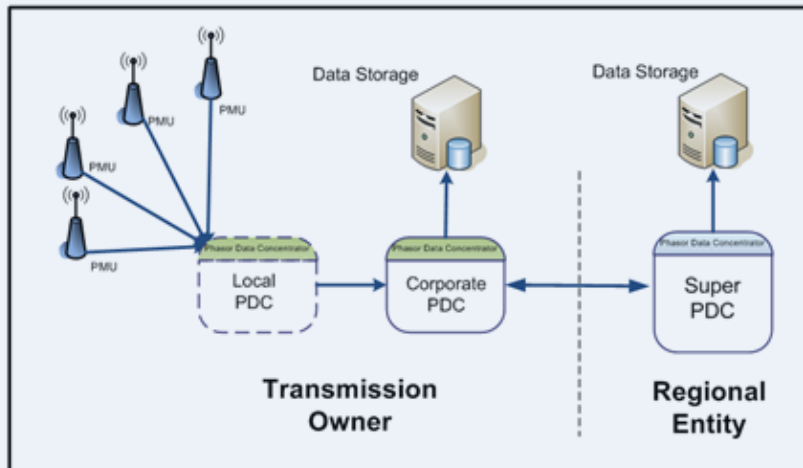 Data Storage
Data Storage
PMU
PMU
PMU
PMU
Phasor Data Concentrator
Local
PDC
Phasor Data Concentrator
Corporate
PDC
Phasor Data Concentrator
Super
PDC
Transmission
Owner
Regional
Entity